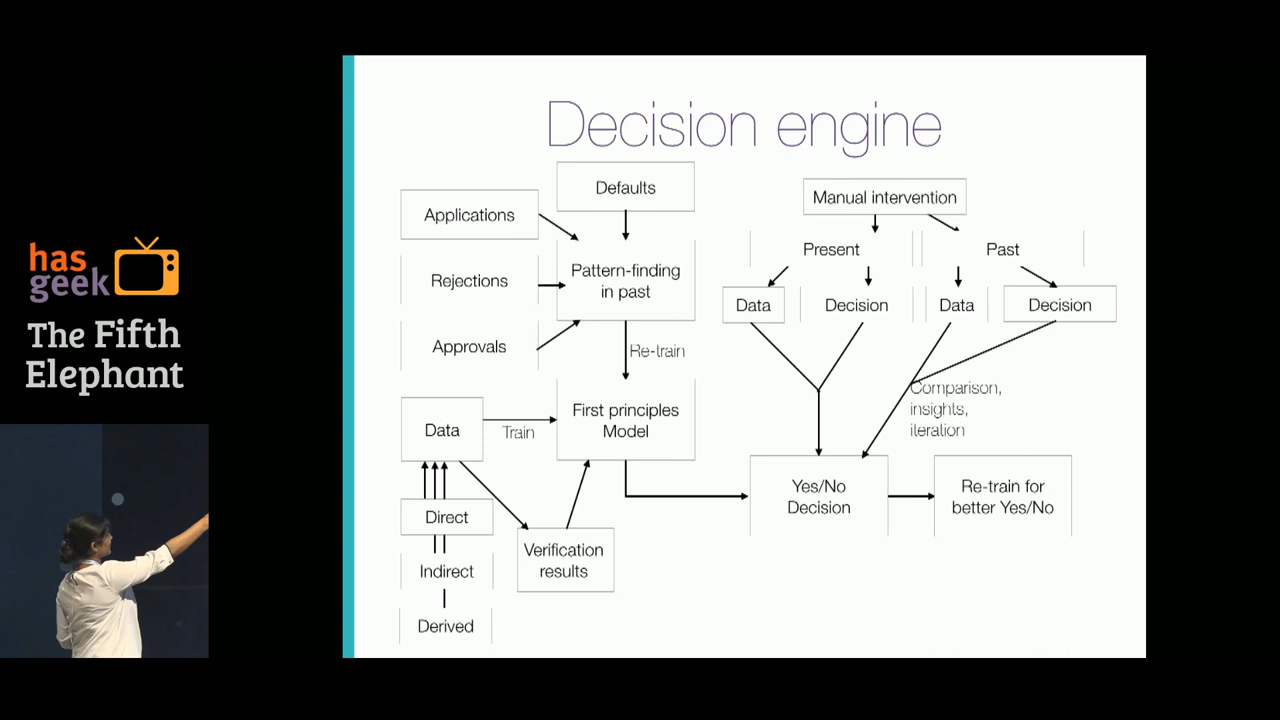 Decision engine
has
geek
The Fifth
Elephant
Defaults
Applications
Rejections
Approvals
Pattern-finding
in past
Re-train
Data
Train
First principles
Model
Direct
Indirect
Derived
Verification
results
Manual intervention
Present
Past
Data
Decision
Data
Decision
Comparison,
insights,
iteration
Yes/No
Decision
Re-train for
better Yes/No